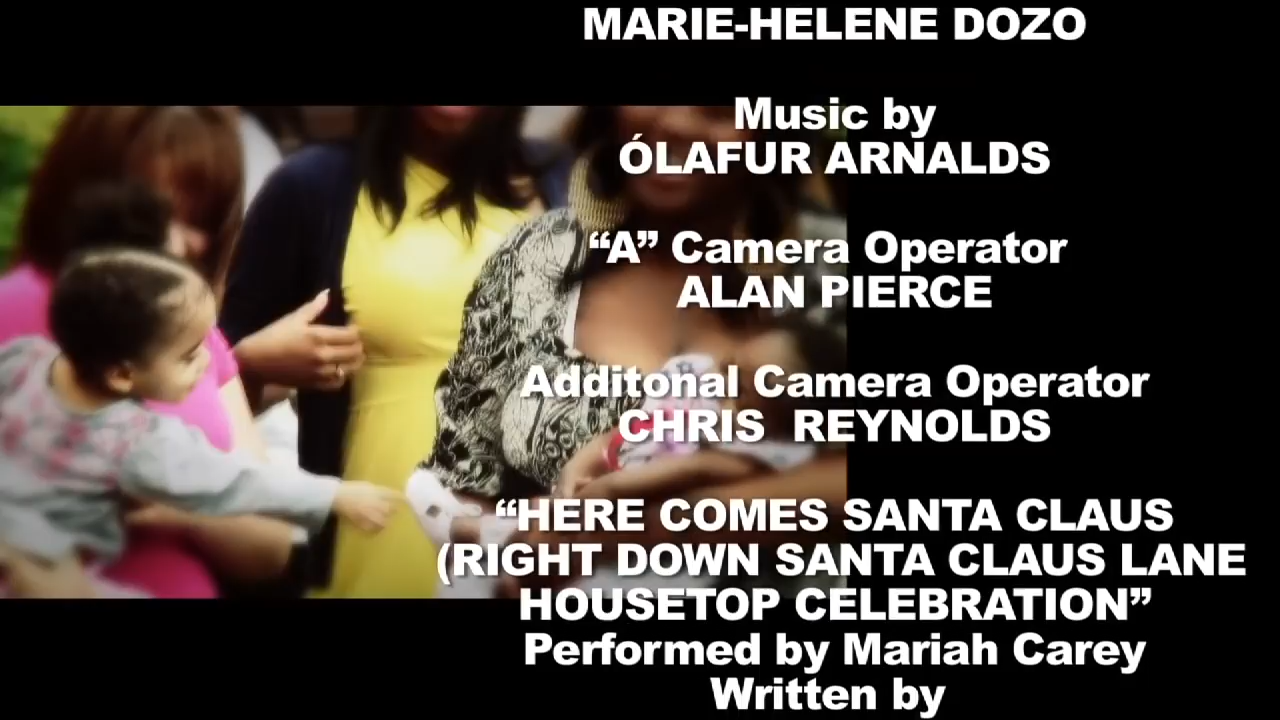 MARIE-HELENE DOZO
Music by
ÓLAFUR ARNALDS
“A” Camera Operator
ALAN PIERCE
Additonal Camera Operator
CHRIS  REYNOLDS
“HERE COMES SANTA CLAUS
(RIGHT DOWN SANTA CLAUS LANE
HOUSETOP CELEBRATION”
Performed by Mariah Carey
Written by